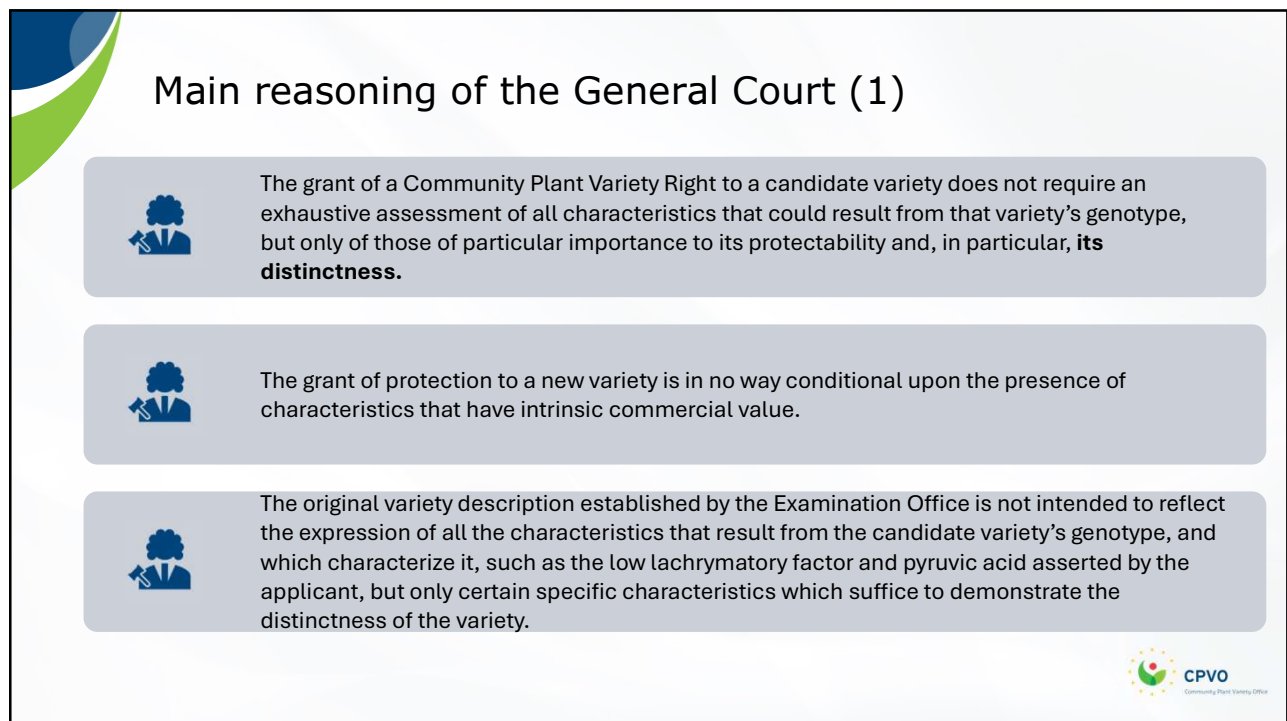 Main reasoning of the General Court (1)
The grant of a Community Plant Variety Right to a candidate variety does not require an
exhaustive assessment of all characteristics that could result from that variety’s genotype,
but only of those of particular importance to its protectability and, in particular, its
distinctness.
The grant of protection to a new variety is in no way conditional upon the presence of
characteristics that have intrinsic commercial value.
The original variety description established by the Examination Office is not intended to reflect
the expression of all the characteristics that result from the candidate variety’s genotype, and
which characterize it, such as the low lachrymatory factor and pyruvic acid asserted by the
applicant, but only certain specific characteristics which suffice to demonstrate the
distinctness of the variety.
CPVO
Community Plant Variety Office